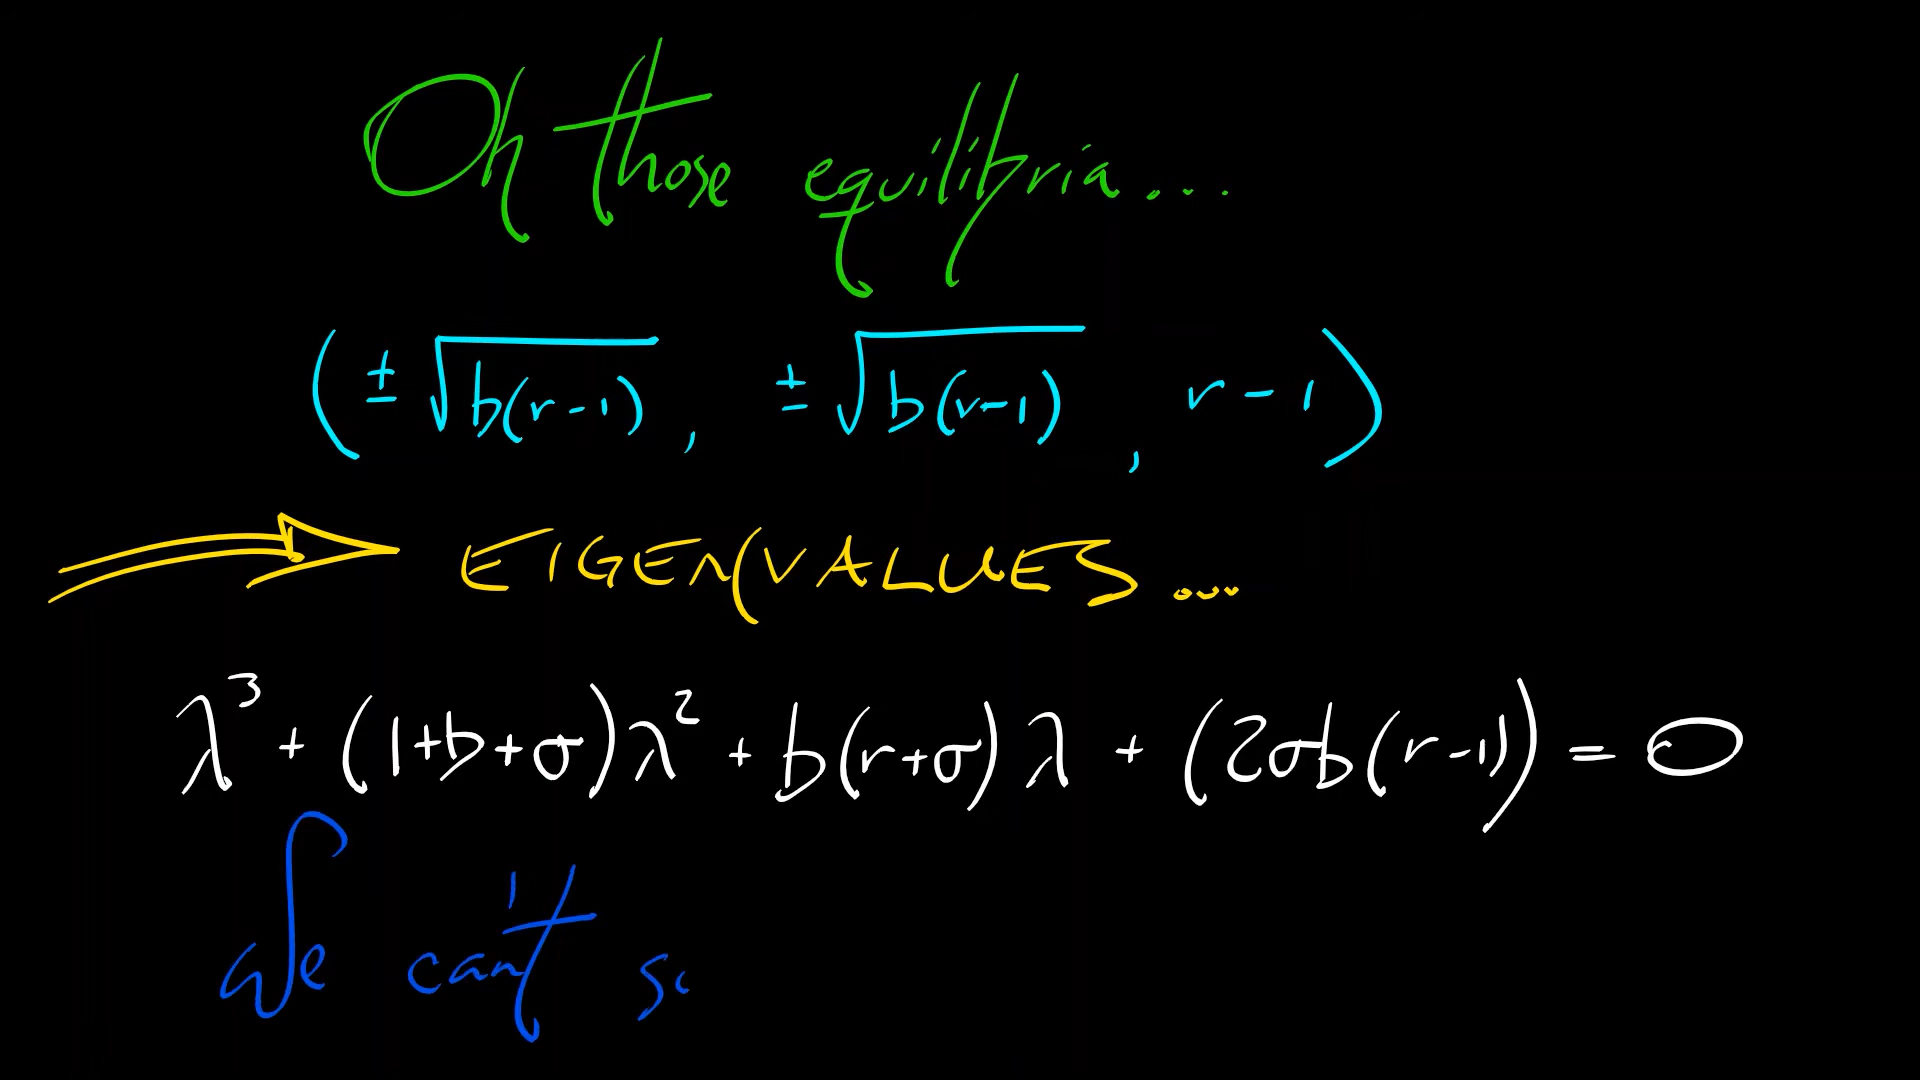 Oh those equilibria...
(±√b(r-1), ±√b(r-1), r-1)
EIGENVALUES...
λ³ + (1+b+σ)λ² + b(r+σ)λ + (2σb(r-1)) = 0
we can't